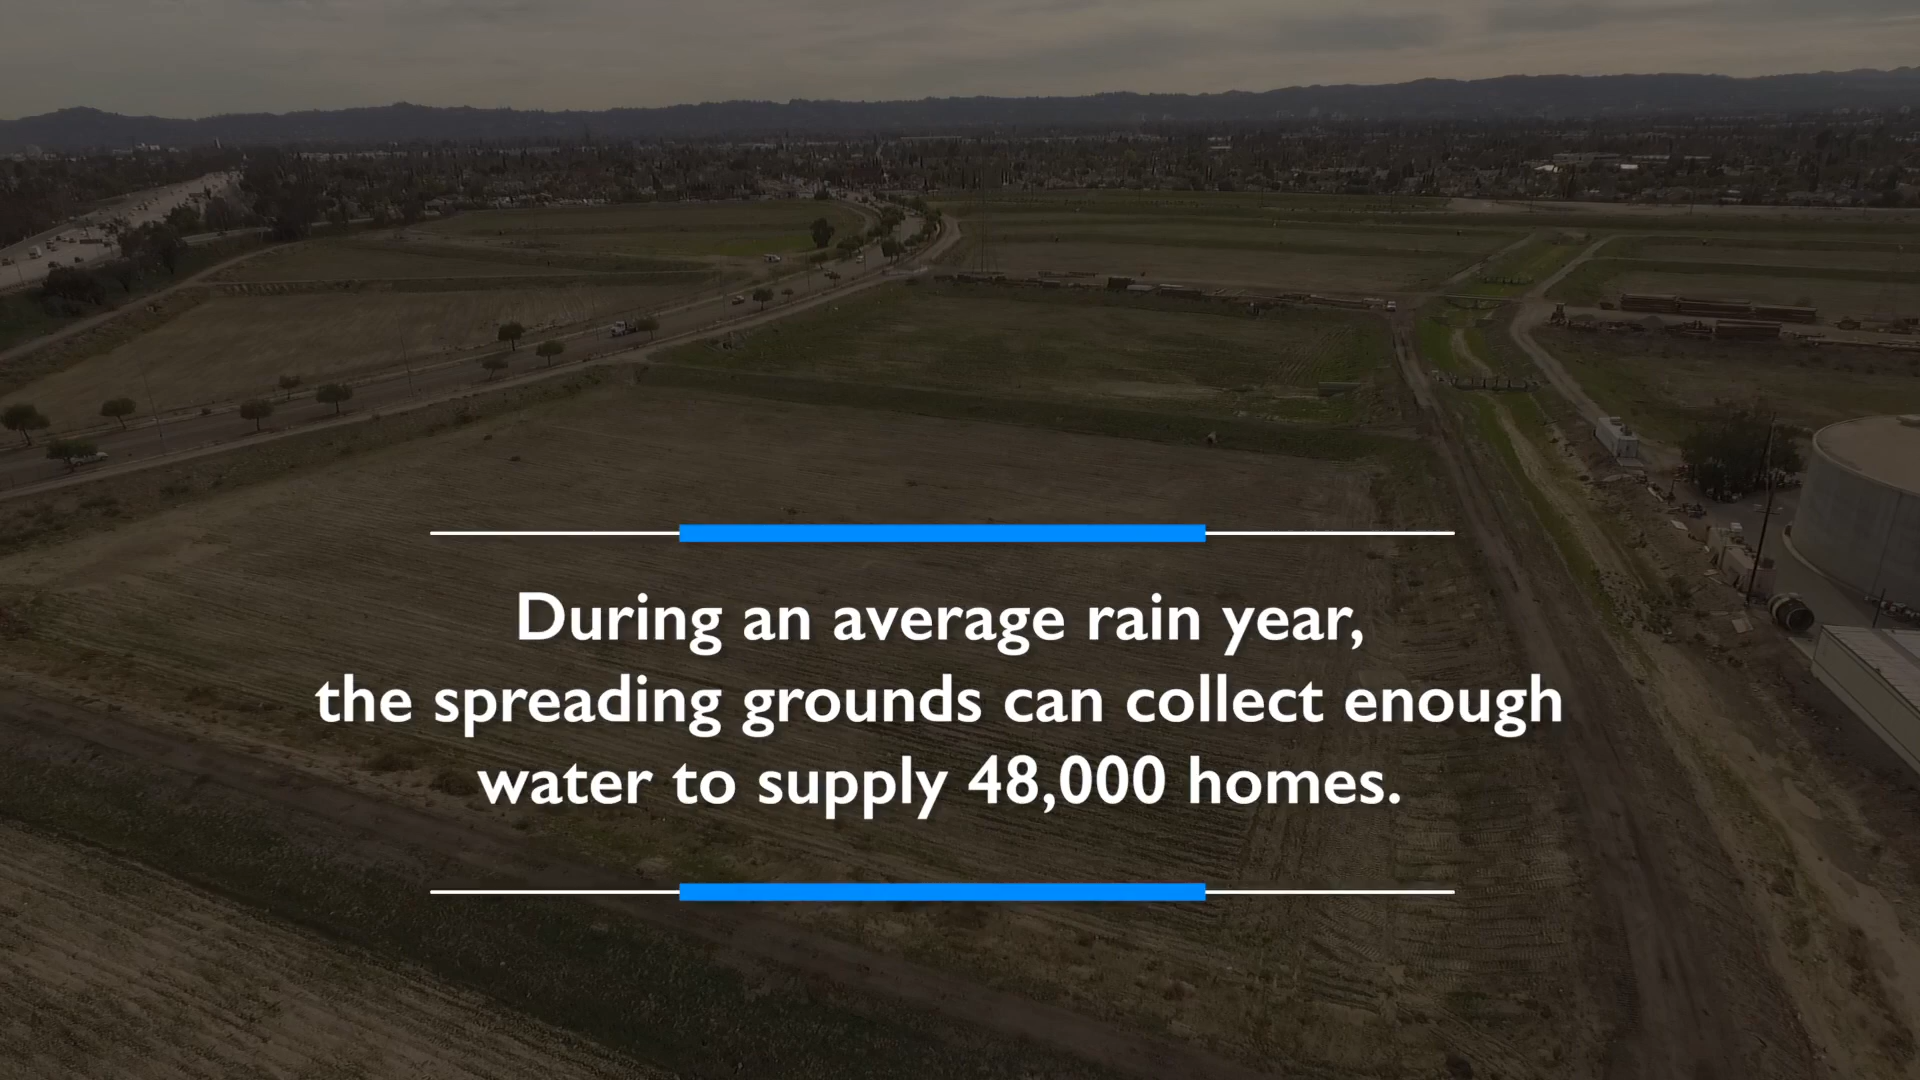 During an average rain year,
the spreading grounds can collect enough
water to supply 48,000 homes.